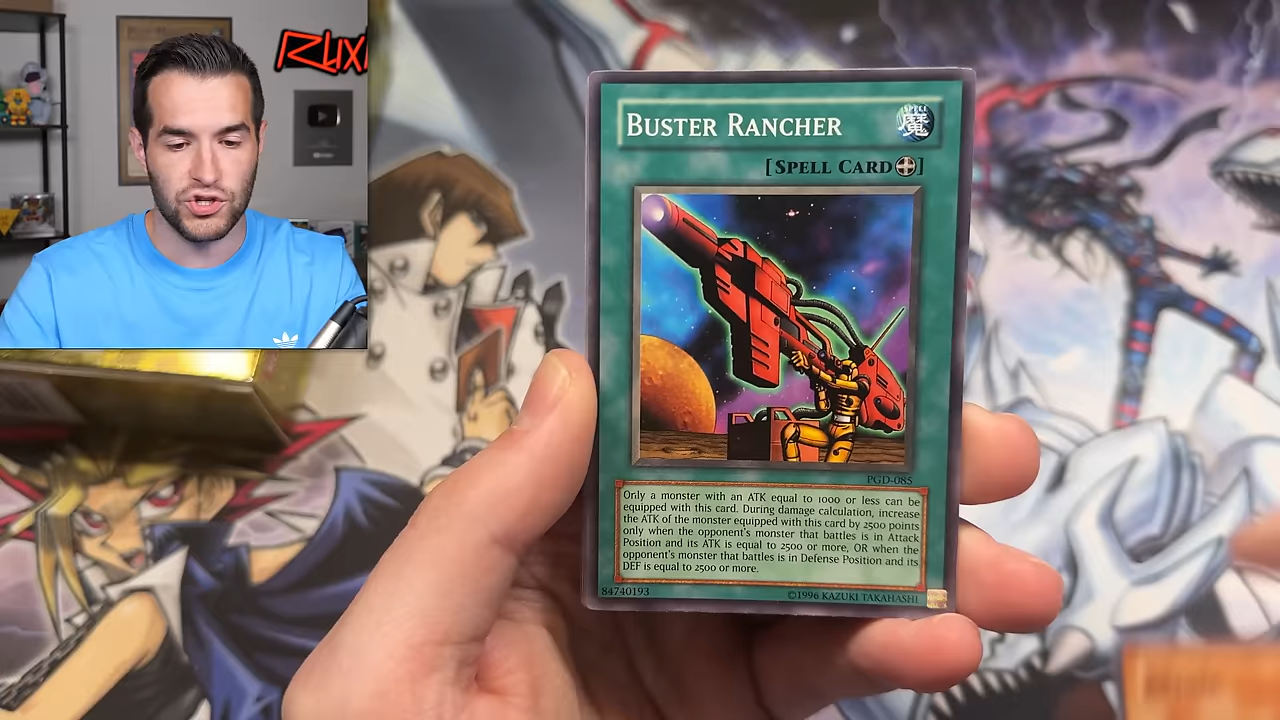 BUSTER RANCHER
SPELL
魔
[SPELL CARD]
PGD-085
Only a monster with an ATK equal to 1000 or less can be
equipped with this card. During damage calculation, increase
the ATK of the monster equipped with this card by 2500 points
only when the opponent's monster that battles is in Attack
Position and its ATK is equal to 2500 or more, OR when the
opponent's monster that battles is in Defense Position and its
DEF is equal to 2500 or more.
84740193
©1996 KAZUKI TAKAHASHI